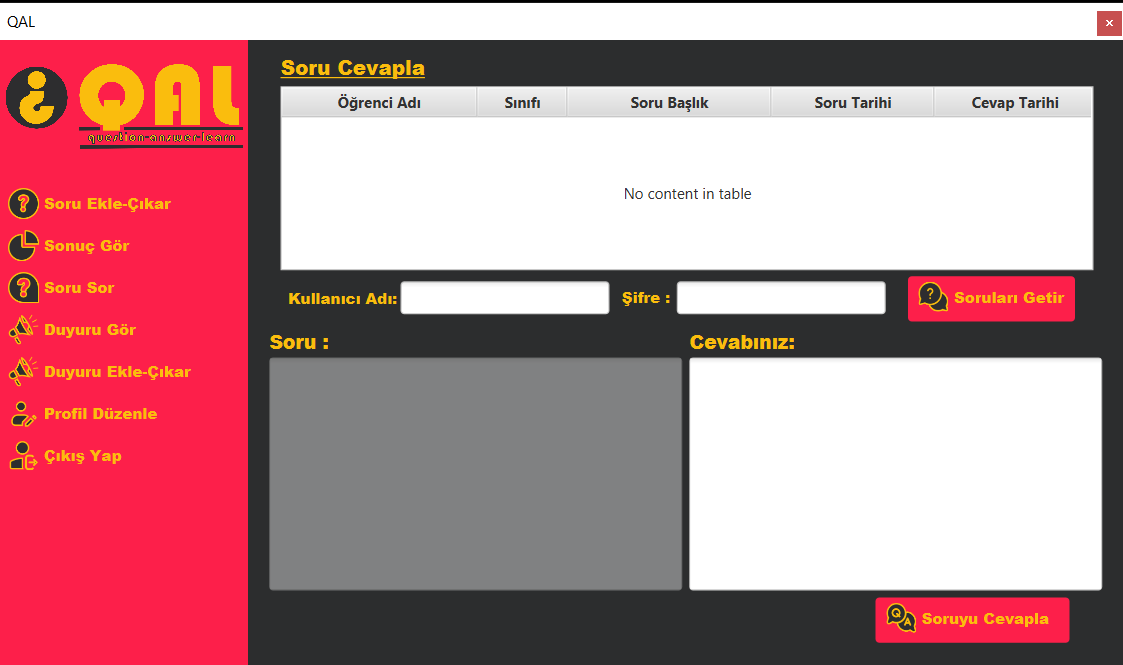 QAL
QAL
question-answer-learn
Soru Ekle-Çıkar
Sonuç Gör
Soru Sor
Duyuru Gör
Duyuru Ekle-Çıkar
Profil Düzenle
Çıkış Yap
Soru Cevapla
Öğrenci Adı Sınıfı Soru Başlık Soru Tarihi Cevap Tarihi
No content in table
Kullanıcı Adı: Şifre : Soruları Getir
Soru : Cevabınız:
Soruyu Cevapla